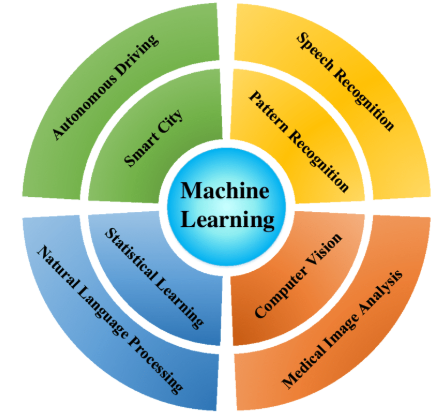 Autonomous Driving
Smart City
Speech Recognition
Pattern Recognition
Machine
Learning
Natural Language Processing
Statistical Learning
Computer Vision
Medical Image Analysis